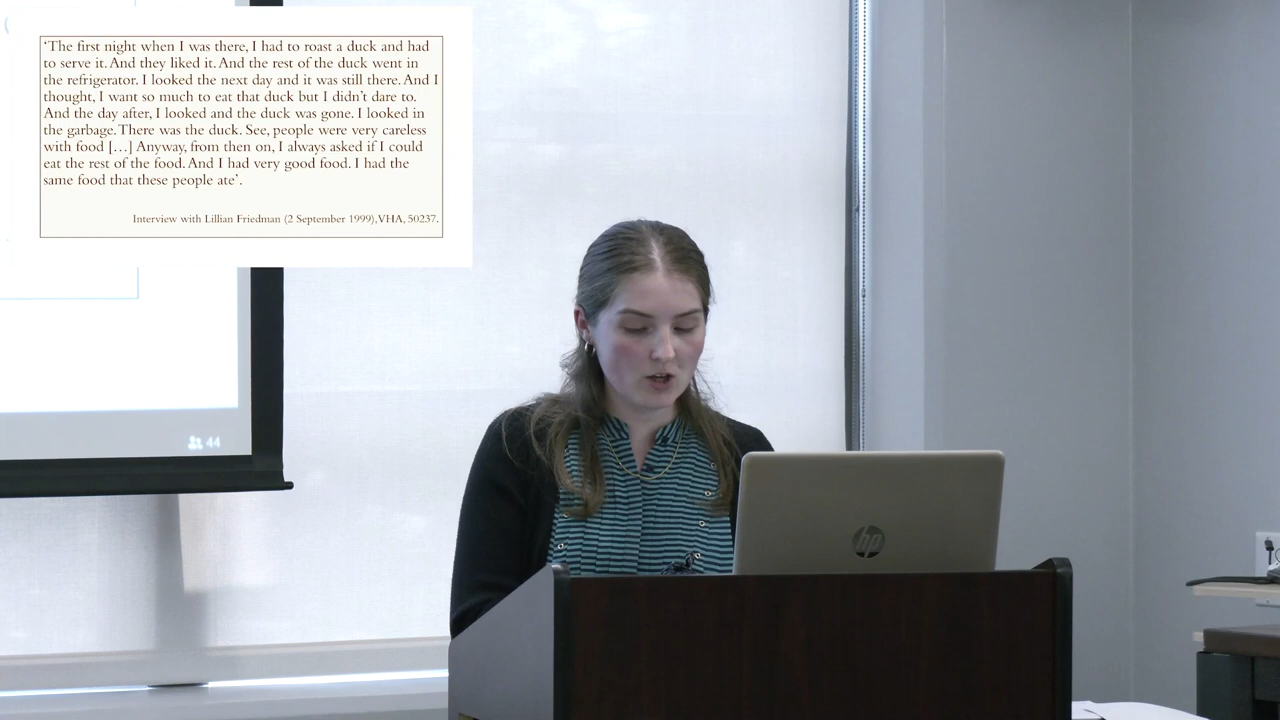 ‘The first night when I was there, I had to roast a duck and had
to serve it. And they liked it. And the rest of the duck went in
the refrigerator. I looked the next day and it was still there. And I
thought, I want so much to eat that duck but I didn’t dare to.
And the day after, I looked and the duck was gone. I looked in
the garbage. There was the duck. See, people were very careless
with food […] Anyway, from then on, I always asked if I could
eat the rest of the food. And I had very good food. I had the
same food that these people ate’.
Interview with Lillian Friedman (2 September 1999), VHA, 50237.
44
hp